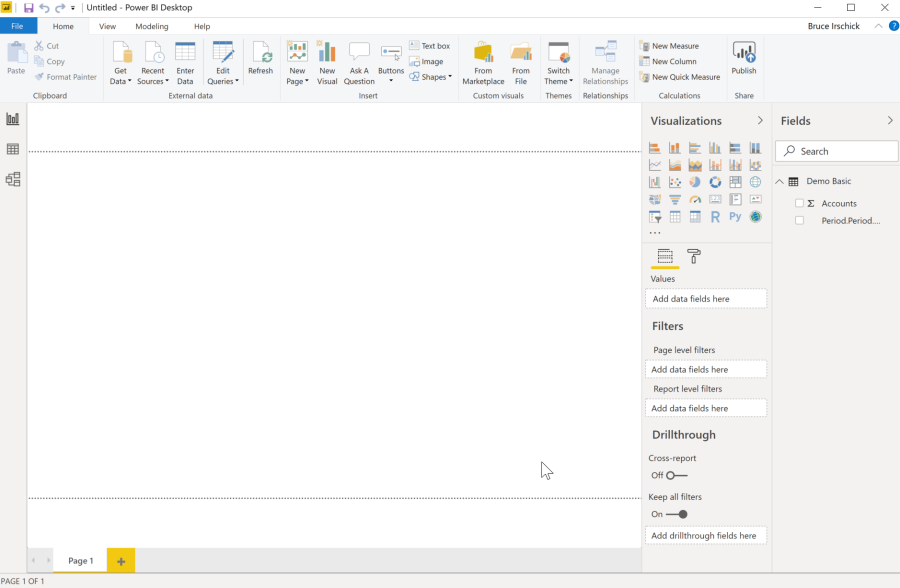 Untitled - Power BI Desktop
File Home View Modeling Help Bruce Irschick ?
Paste
Cut
Copy
Format Painter
Clipboard
Get Data
Recent Sources
Enter Data
Edit Queries
Refresh
External data
New Page
New Visual
Ask A Question
Buttons
Text box
Image
Shapes
Insert
From Marketplace
From File
Custom visuals
Switch Theme
Themes
Manage Relationships
Relationships
New Measure
New Column
New Quick Measure
Calculations
Publish
Share
Visualizations
R Py
Values
Add data fields here
Filters
Page level filters
Add data fields here
Report level filters
Add data fields here
Drillthrough
Cross-report
Off
Keep all filters
On
Add drillthrough fields here
Fields
Search
Demo Basic
Σ Accounts
Period.Period....
Page 1
PAGE 1 OF 1